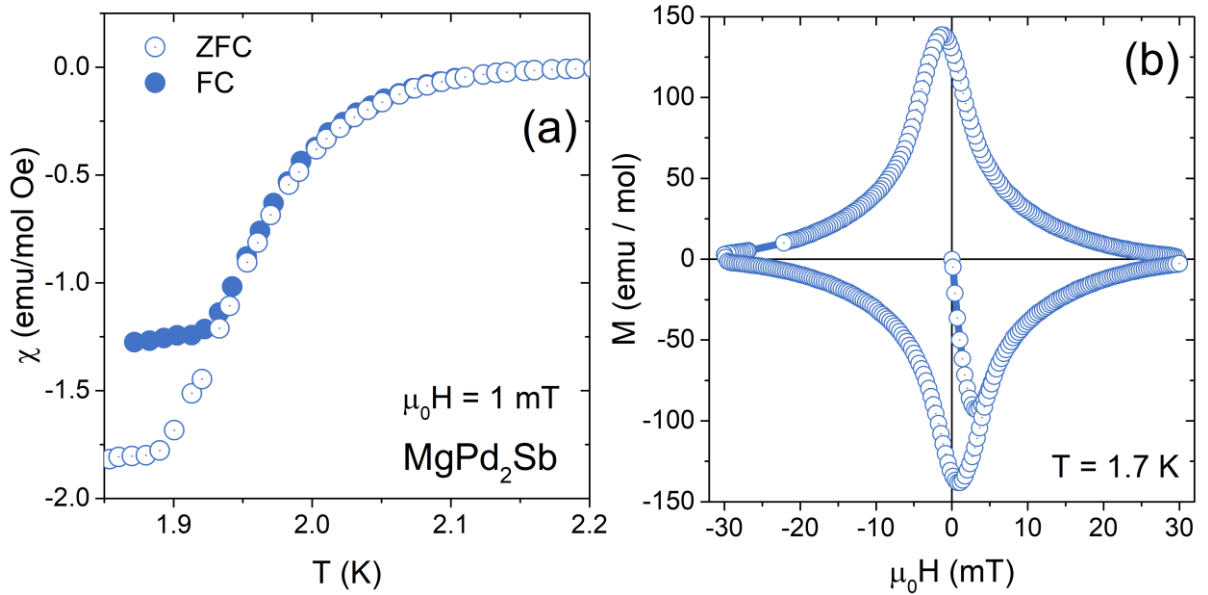 ZFC
FC
(a)
0.0
-0.5
-1.0
-1.5
-2.0
χ (emu/mol Oe)
μ₀H = 1 mT
MgPd₂Sb
1.9
2.0
2.1
2.2
T (K)
(b)
150
100
50
0
-50
-100
-150
M (emu / mol)
T = 1.7 K
-30
-20
-10
0
10
20
30
μ₀H (mT)